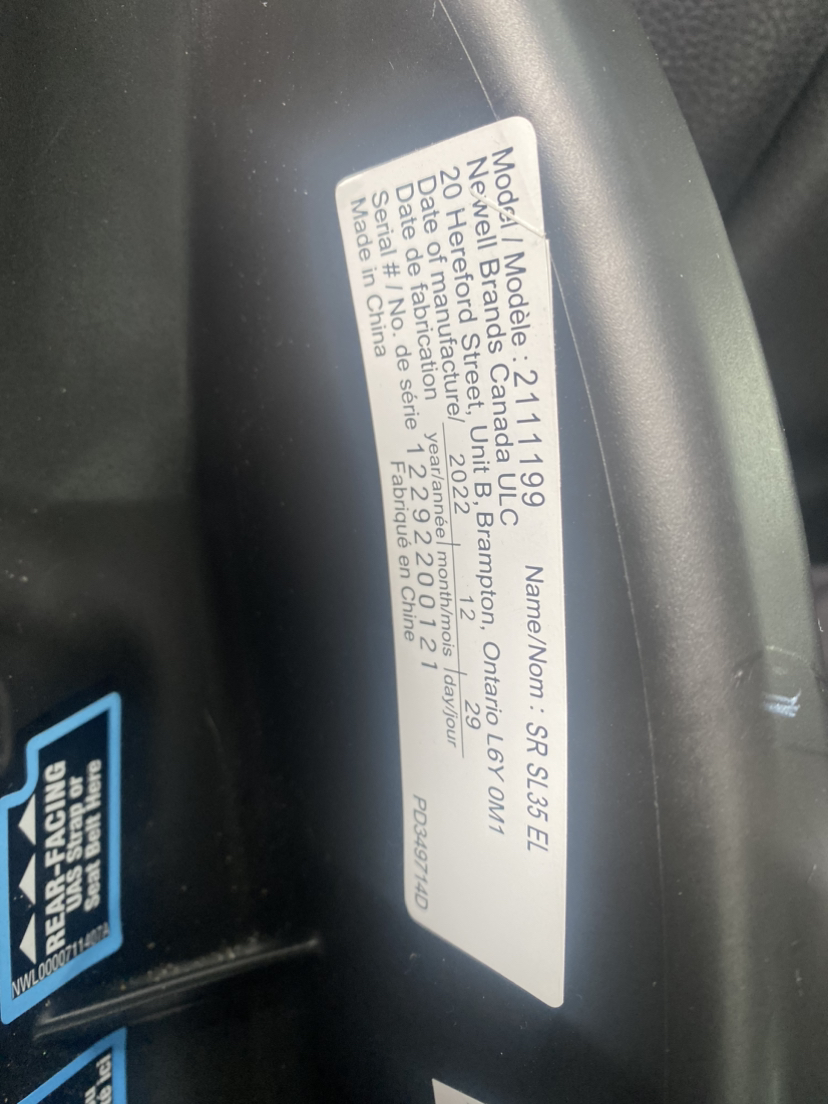 Model / Modèle : 2111199 Name/Nom : SR SL35 EL
Newell Brands Canada ULC
20 Hereford Street, Unit B, Brampton, Ontario L6Y 0M1
Date of manufacture/ 2022 12 29
Date de fabrication year/année month/mois day/jour
Serial # / No. de série 12292200121
Made in China Fabriqué en Chine PD349714D
REAR-FACING
UAS Strap or
Seat Belt Here
NWL0000711407A
ici